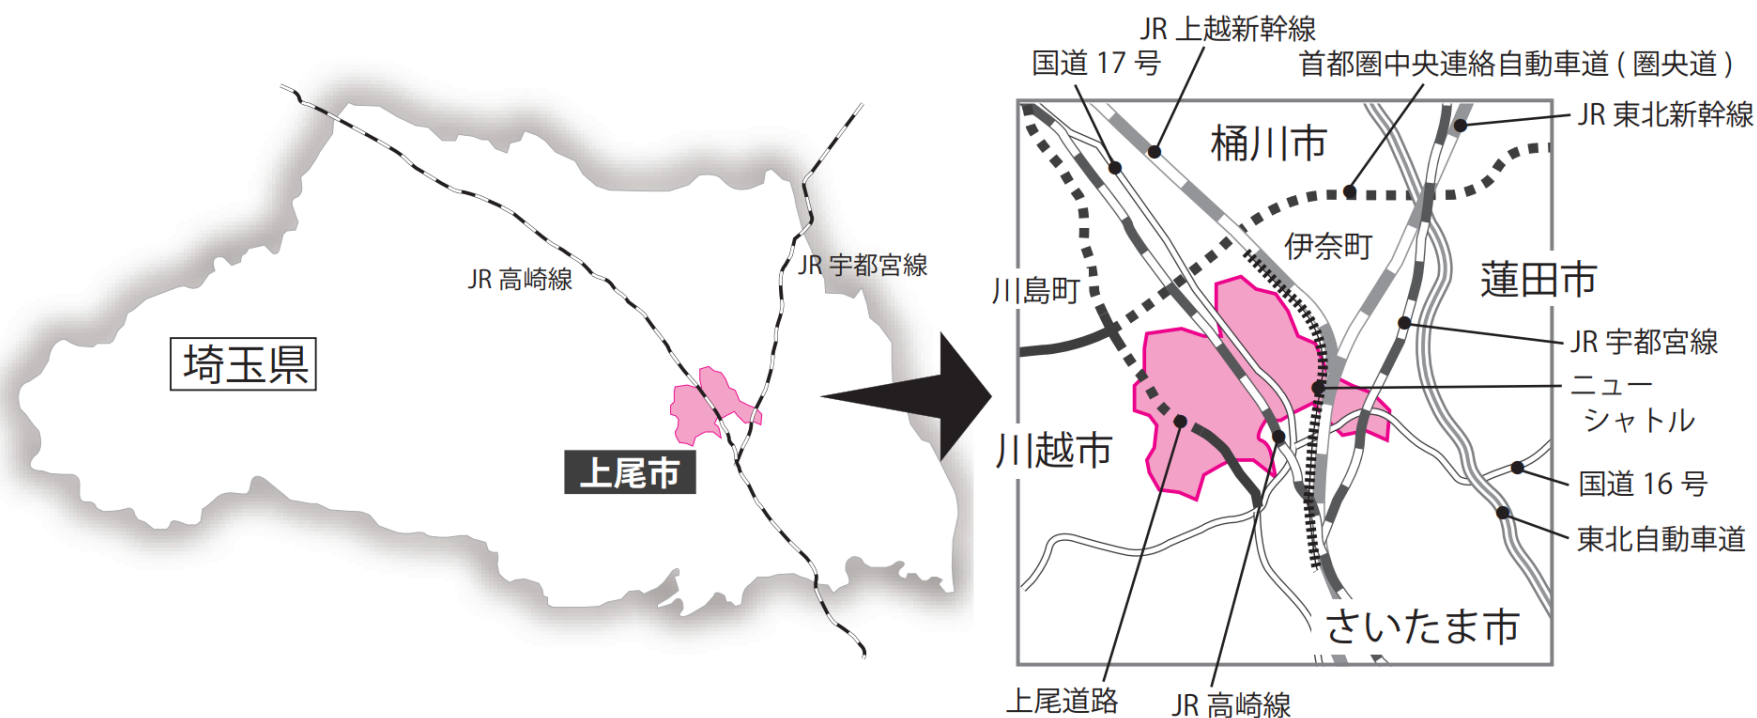 JR 高崎線
JR 宇都宮線
埼玉県
上尾市
JR 上越新幹線
国道 17 号
首都圏中央連絡自動車道 ( 圏央道 )
JR 東北新幹線
桶川市
伊奈町
川島町
蓮田市
JR 宇都宮線
ニュー
シャトル
川越市
国道 16 号
東北自動車道
さいたま市
上尾道路
JR 高崎線